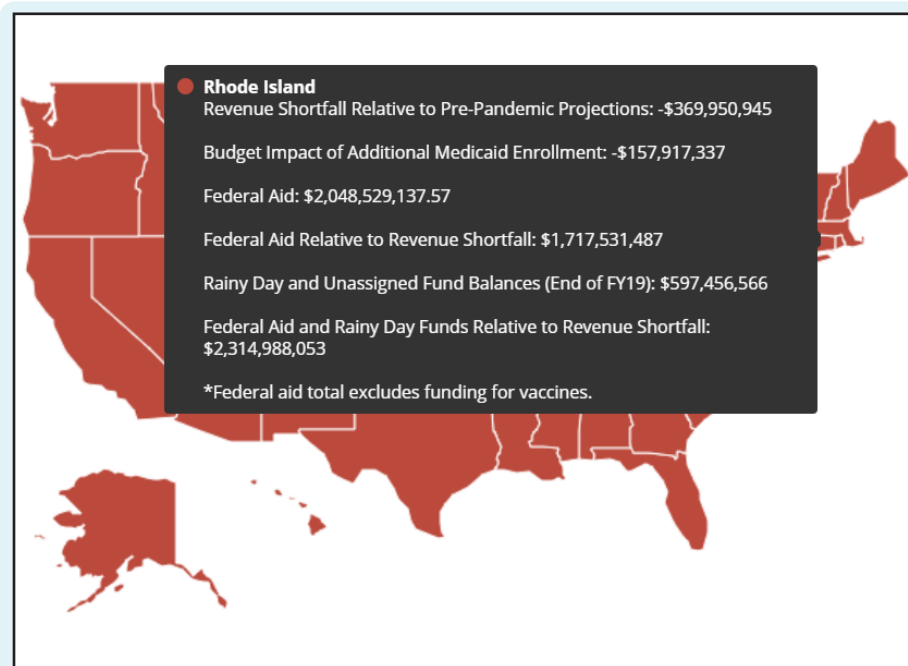 Rhode Island
Revenue Shortfall Relative to Pre-Pandemic Projections: -$369,950,945
Budget Impact of Additional Medicaid Enrollment: -$157,917,337
Federal Aid: $2,048,529,137.57
Federal Aid Relative to Revenue Shortfall: $1,717,531,487
Rainy Day and Unassigned Fund Balances (End of FY19): $597,456,566
Federal Aid and Rainy Day Funds Relative to Revenue Shortfall:
$2,314,988,053
*Federal aid total excludes funding for vaccines.